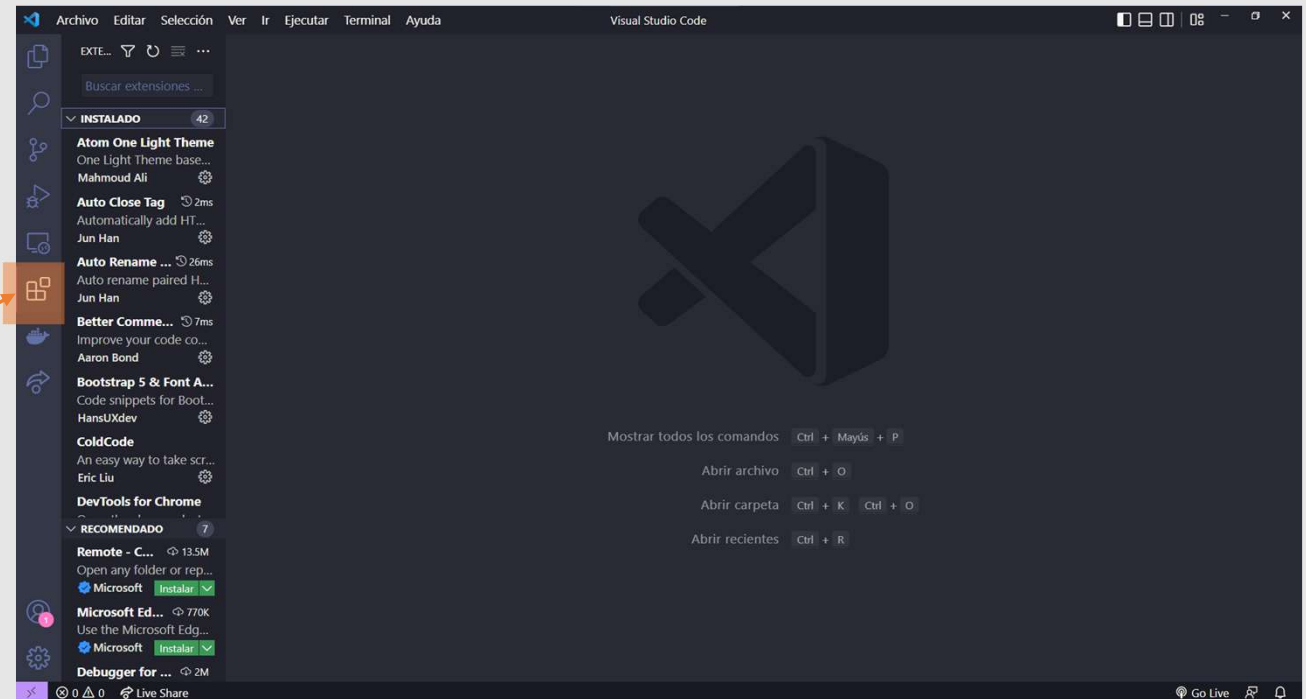 Archivo Editar Selección Ver Ir Ejecutar Terminal Ayuda Visual Studio Code
EXTE...
Buscar extensiones ...
INSTALADO 42
Atom One Light Theme
One Light Theme base...
Mahmoud Ali
Auto Close Tag 2ms
Automatically add HT...
Jun Han
Auto Rename ... 26ms
Auto rename paired H...
Jun Han
Better Comme... 7ms
Improve your code co...
Aaron Bond
Bootstrap 5 & Font A...
Code snippets for Boot...
HansUXdev
ColdCode
An easy way to take scr...
Eric Liu
DevTools for Chrome
RECOMENDADO 7
Remote - C... 13.5M
Open any folder or rep...
Microsoft Instalar
Microsoft Ed... 770K
Use the Microsoft Edg...
Microsoft Instalar
Debugger for ... 2M
Mostrar todos los comandos Ctrl + Mayús + P
Abrir archivo Ctrl + O
Abrir carpeta Ctrl + K Ctrl + O
Abrir recientes Ctrl + R
1
0 0 Live Share Go Live